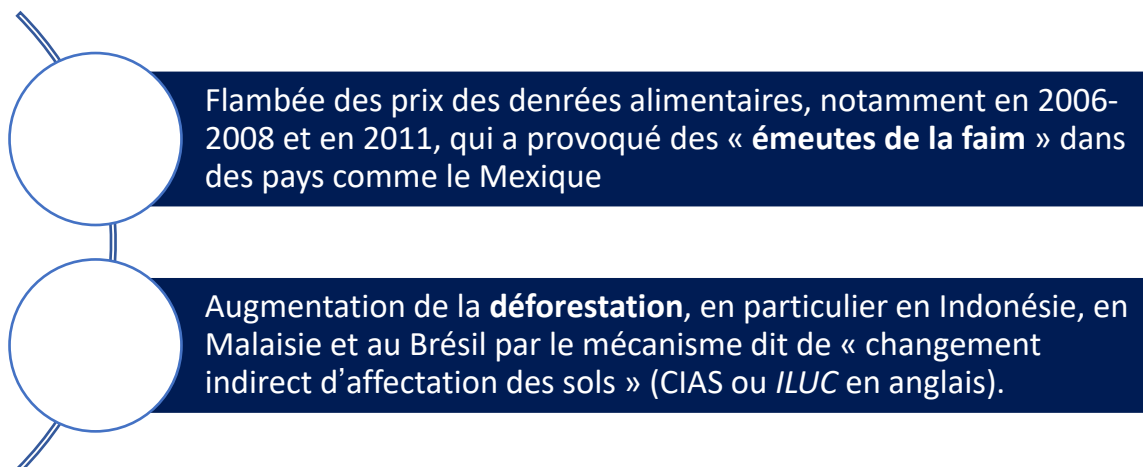 Flambée des prix des denrées alimentaires, notamment en 2006-
2008 et en 2011, qui a provoqué des « émeutes de la faim » dans
des pays comme le Mexique
Augmentation de la déforestation, en particulier en Indonésie, en
Malaisie et au Brésil par le mécanisme dit de « changement
indirect d’affectation des sols » (CIAS ou ILUC en anglais).